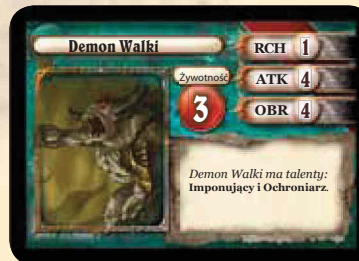 Demon Walki
RCH 1
Żywotność
3
ATK 4
OBR 4
Demon Walki ma talenty:
Imponujący i Ochroniarz.